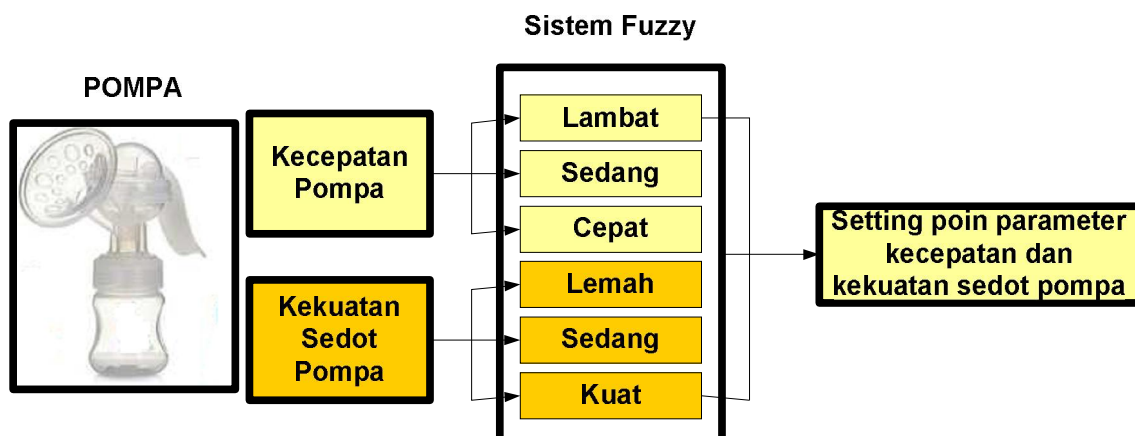 Sistem Fuzzy
POMPA
Kecepatan
Pompa
Kekuatan
Sedot
Pompa
Lambat
Sedang
Cepat
Lemah
Sedang
Kuat
Setting poin parameter
kecepatan dan
kekuatan sedot pompa